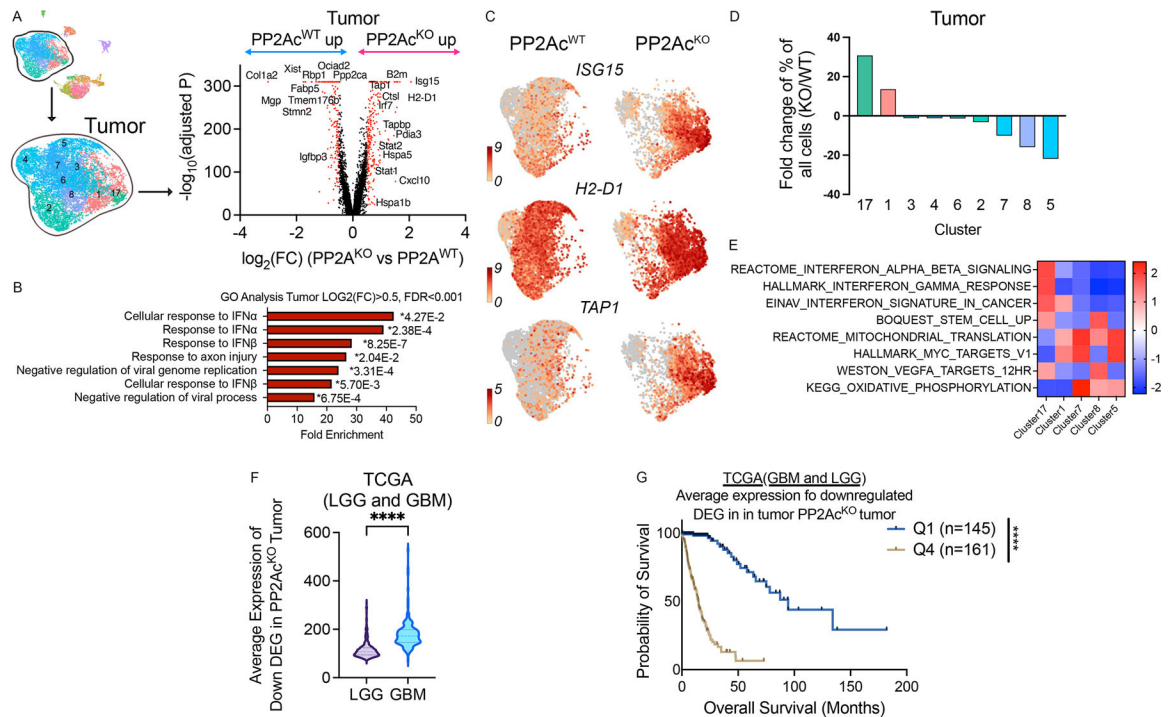 A
Tumor
5
4
7
3
6
8
1
17
2
Tumor
PP2Ac^WT up
PP2Ac^KO up
Ociad2
Xist
Rbp1
Ppp2ca
B2m
Col1a2
Isg15
Tap1
Fabp5
Ctsl
H2-D1
Mgp
Tmem176b
Irf7
Stmn2
Tapbp
Pdia3
Stat2
Igfbp3
Hspa5
Stat1
Cxcl10
Hspa1b
-log10(adjusted P)
300
200
100
0
-4
-2
0
2
4
log2(FC) (PP2A^KO vs PP2A^WT)
B
GO Analysis Tumor LOG2(FC)>0.5, FDR<0.001
Cellular response to IFNα *4.27E-2
Response to IFNα *2.38E-4
Response to IFNβ *8.25E-7
Response to axon injury *2.04E-2
Negative regulation of viral genome replication *3.31E-4
Cellular response to IFNβ *5.70E-3
Negative regulation of viral process *6.75E-4
0 10 20 30 40 50
Fold Enrichment
C
PP2Ac^WT
PP2Ac^KO
ISG15
9
0
H2-D1
9
0
TAP1
5
0
D
Tumor
Fold change of % of
all cells (KO/WT)
40
20
0
-20
-40
17 1 3 4 6 2 7 8 5
Cluster
E
REACTOME_INTERFERON_ALPHA_BETA_SIGNALING
HALLMARK_INTERFERON_GAMMA_RESPONSE
EINAV_INTERFERON_SIGNATURE_IN_CANCER
BOQUEST_STEM_CELL_UP
REACTOME_MITOCHONDRIAL_TRANSLATION
HALLMARK_MYC_TARGETS_V1
WESTON_VEGFA_TARGETS_12HR
KEGG_OXIDATIVE_PHOSPHORYLATION
Cluster17
Cluster1
Cluster7
Cluster8
Cluster5
2
1
0
-1
-2
F
TCGA
(LGG and GBM)
****
Average Expression of
Down DEG in PP2Ac^KO Tumor
600
400
200
0
LGG GBM
G
TCGA(GBM and LGG)
Average expression fo downregulated
DEG in in tumor PP2Ac^KO tumor
Q1 (n=145)
Q4 (n=161)
****
Probability of Survival
100
50
0
0 50 100 150 200
Overall Survival (Months)